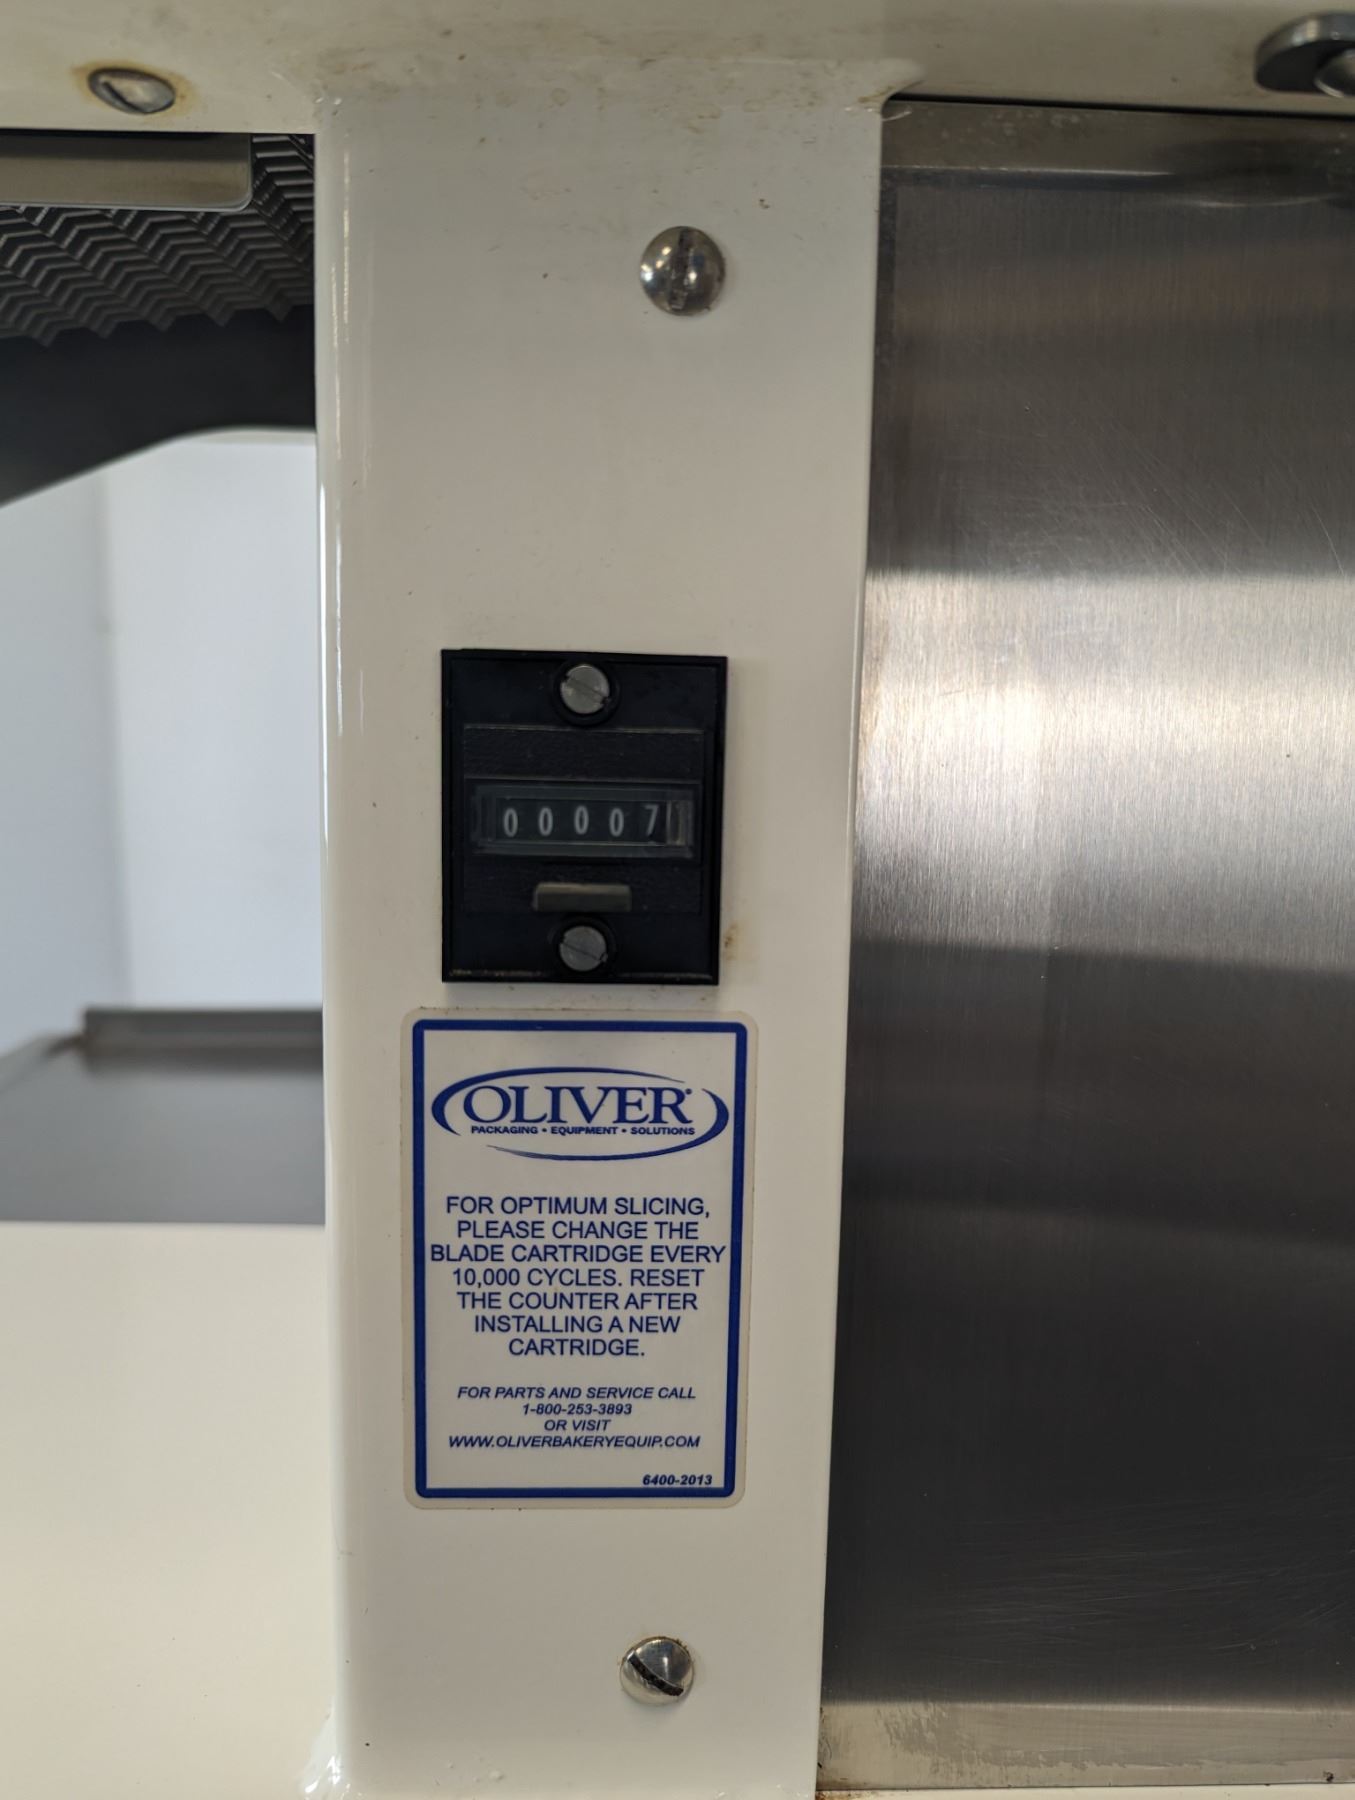 00007
OLIVER®
PACKAGING • EQUIPMENT • SOLUTIONS
FOR OPTIMUM SLICING,
PLEASE CHANGE THE
BLADE CARTRIDGE EVERY
10,000 CYCLES. RESET
THE COUNTER AFTER
INSTALLING A NEW
CARTRIDGE.
FOR PARTS AND SERVICE CALL
1-800-253-3893
OR VISIT
WWW.OLIVERBAKERYEQUIP.COM
6400-2013